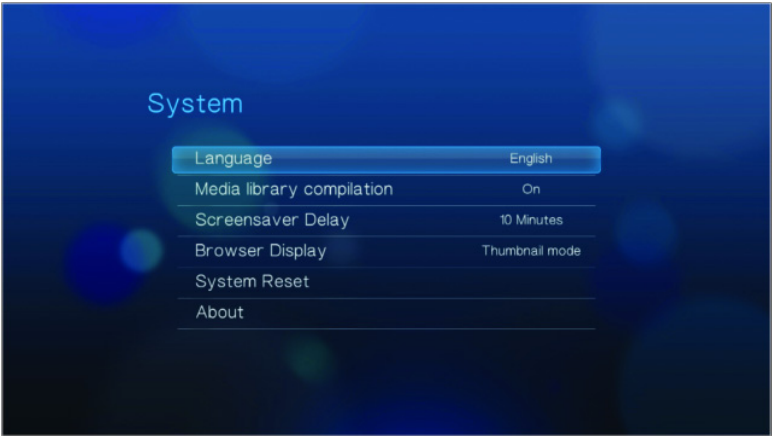 System
Language English
Media library compilation On
Screensaver Delay 10 Minutes
Browser Display Thumbnail mode
System Reset
About